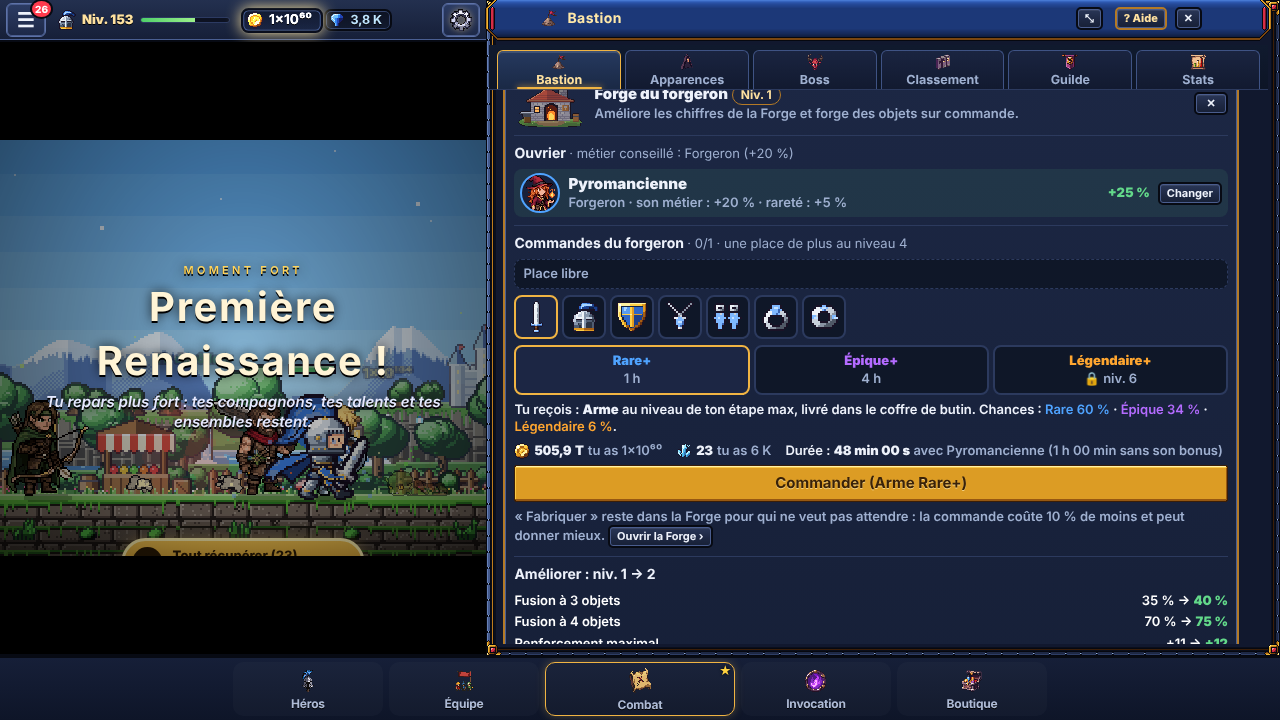 26
Niv. 153
1×10⁶⁰
3,8 K
Bastion
? Aide
Bastion
Apparences
Boss
Classement
Guilde
Stats
Forge du forgeron Niv. 1
Améliore les chiffres de la Forge et forge des objets sur commande.
Ouvrier · métier conseillé : Forgeron (+20 %)
Pyromancienne
Forgeron · son métier : +20 % · rareté : +5 %
+25 %
Changer
Commandes du forgeron · 0/1 · une place de plus au niveau 4
Place libre
Rare+
1 h
Épique+
4 h
Légendaire+
niv. 6
Tu reçois : Arme au niveau de ton étape max, livré dans le coffre de butin. Chances : Rare 60 % · Épique 34 % ·
Légendaire 6 %.
505,9 T tu as 1×10⁶⁰ 23 tu as 6 K Durée : 48 min 00 s avec Pyromancienne (1 h 00 min sans son bonus)
Commander (Arme Rare+)
« Fabriquer » reste dans la Forge pour qui ne veut pas attendre : la commande coûte 10 % de moins et peut
donner mieux. Ouvrir la Forge ›
Améliorer : niv. 1 → 2
Fusion à 3 objets 35 % → 40 %
Fusion à 4 objets 70 % → 75 %
Renforcement maximal +11 → +12
MOMENT FORT
Première
Renaissance !
Tu repars plus fort : tes compagnons, tes talents et tes
ensembles restent.
Tout récupérer (23)
Héros
Équipe
Combat
Invocation
Boutique